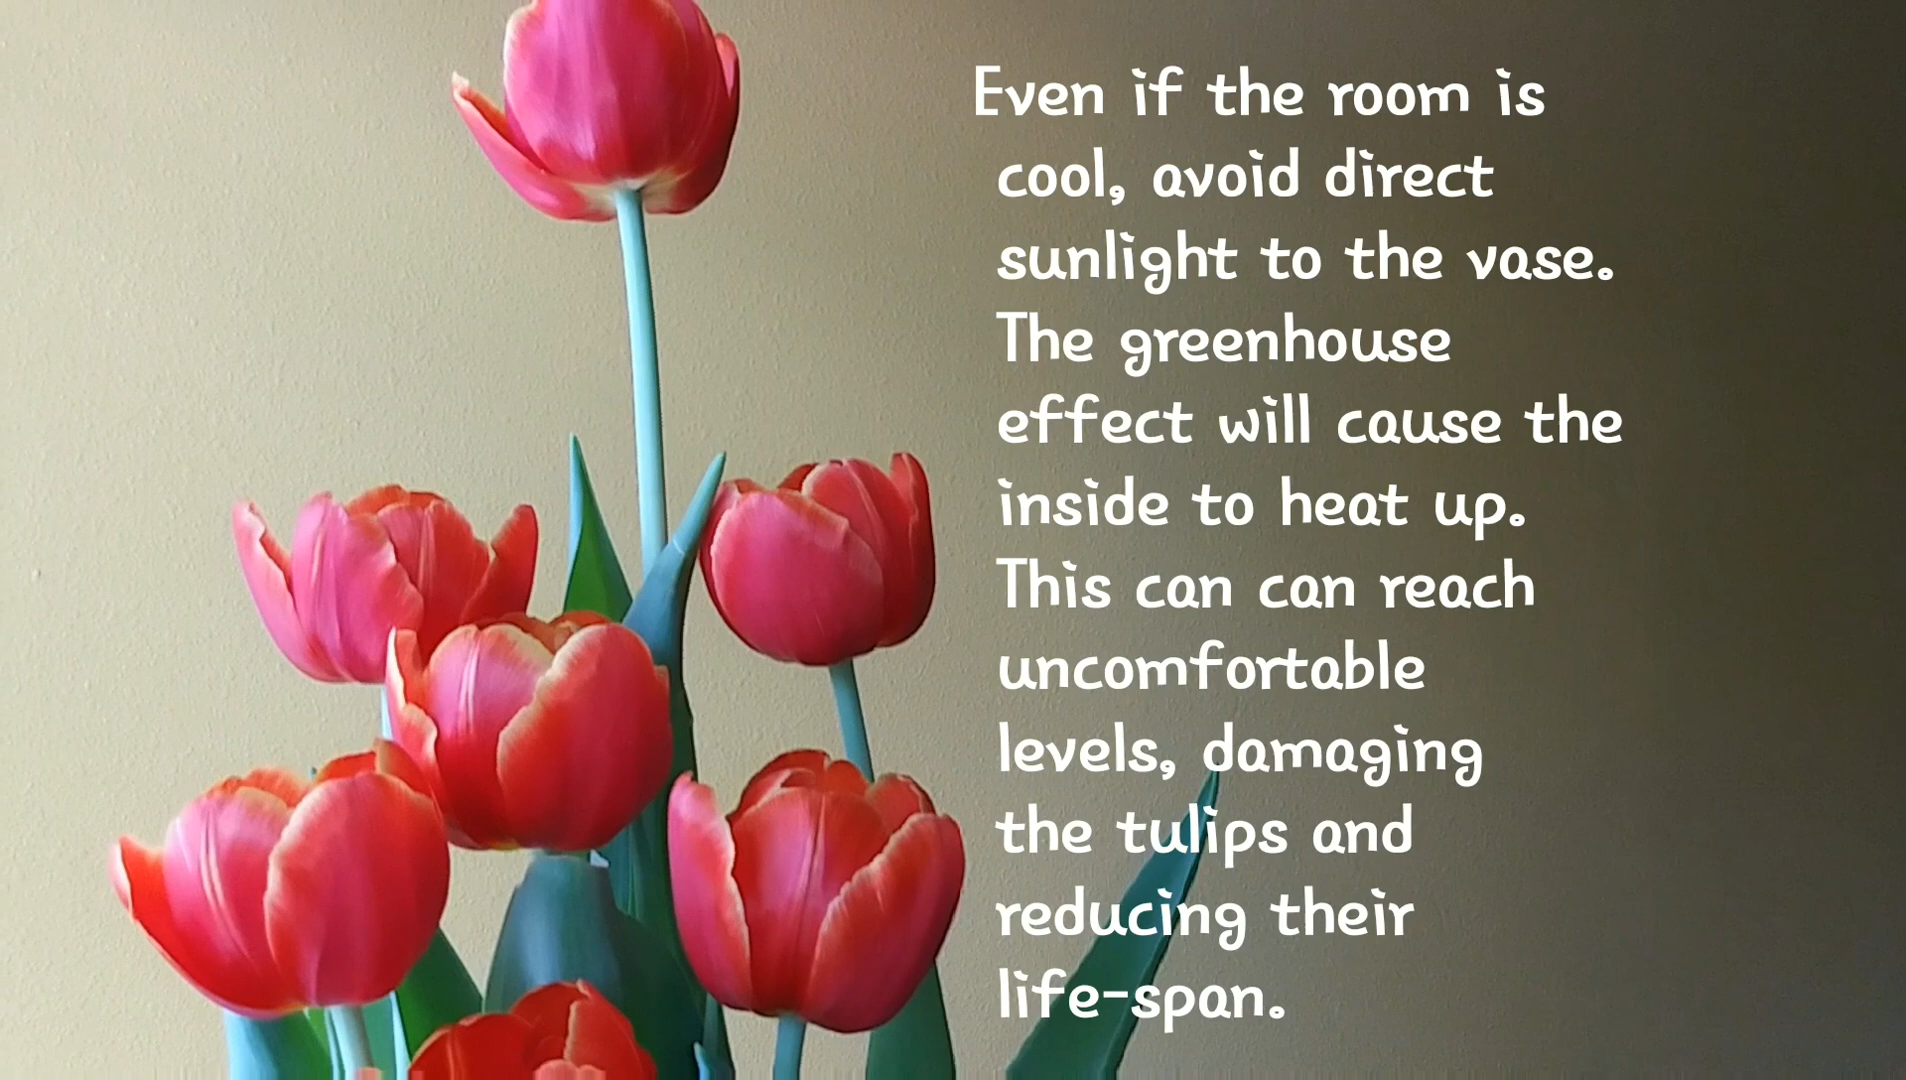 Even if the room is
cool, avoid direct
sunlight to the vase.
The greenhouse
effect will cause the
inside to heat up.
This can can reach
uncomfortable
levels, damaging
the tulips and
reducing their
life-span.